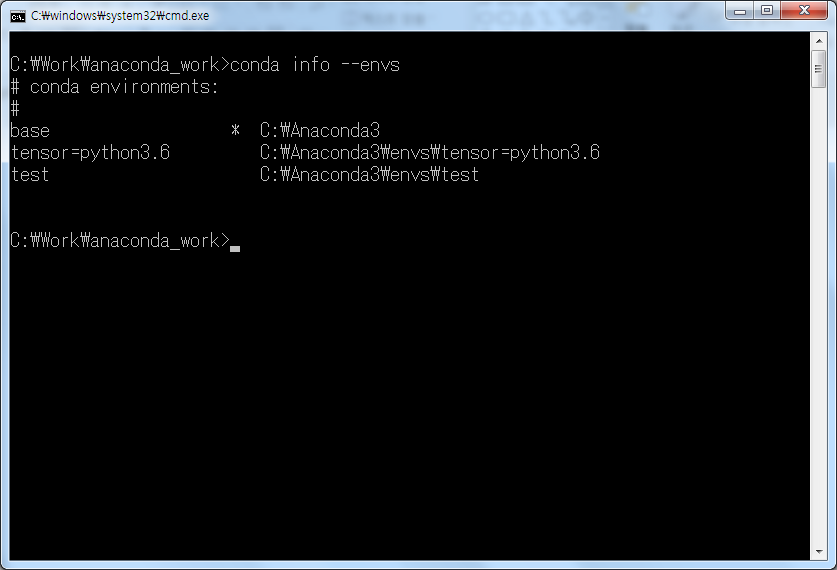 C:₩windows₩system32₩cmd.exe
C:₩Work₩anaconda_work>conda info --envs
# conda environments:
#
base                  *  C:₩Anaconda3
tensor=python3.6         C:₩Anaconda3₩envs₩tensor=python3.6
test                     C:₩Anaconda3₩envs₩test
C:₩Work₩anaconda_work>